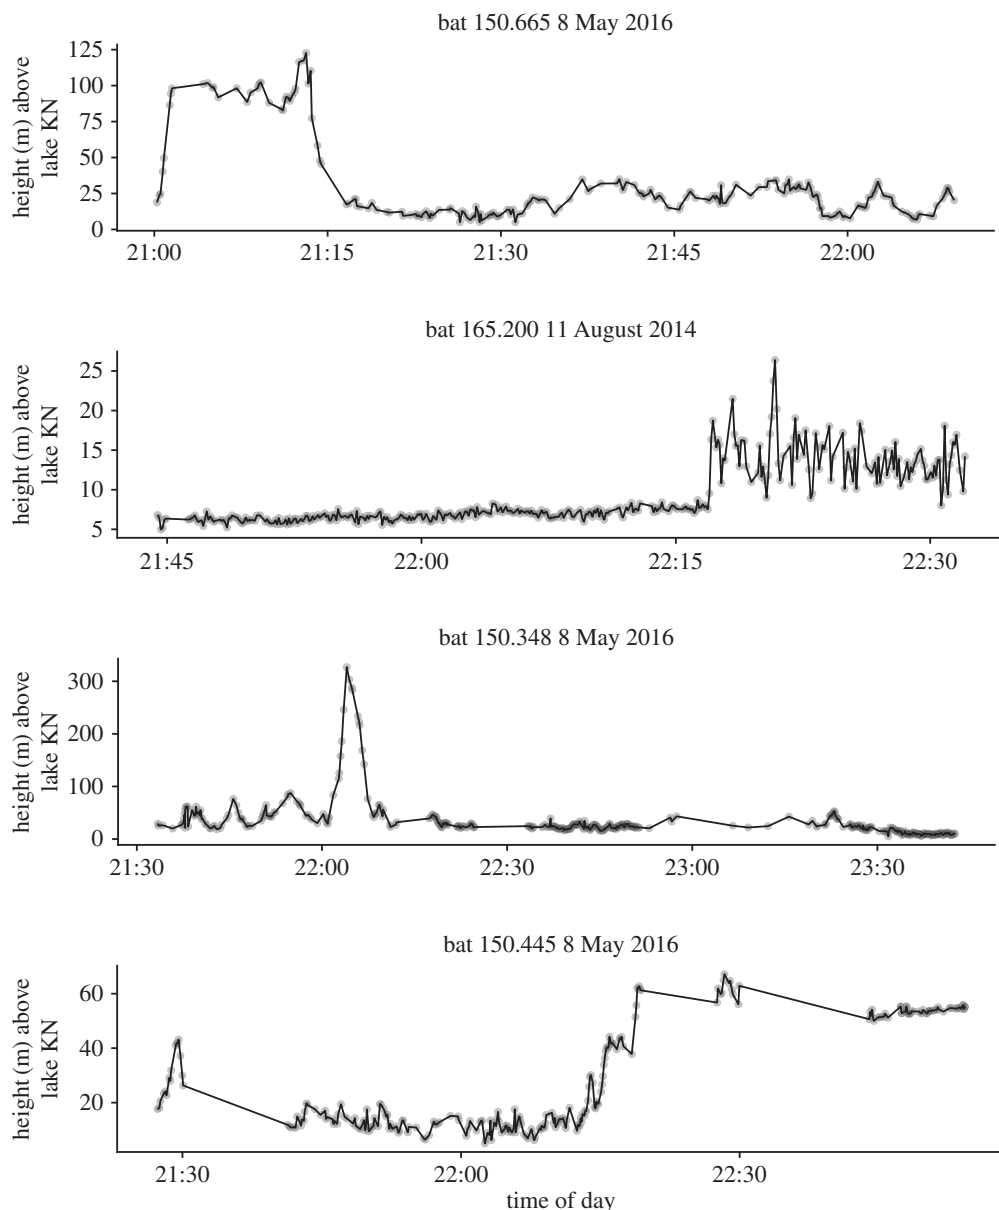 bat 150.665 8 May 2016
height (m) above
lake KN
125
100
75
50
25
0
21:00 21:15 21:30 21:45 22:00
bat 165.200 11 August 2014
height (m) above
lake KN
25
20
15
10
5
21:45 22:00 22:15 22:30
bat 150.348 8 May 2016
height (m) above
lake KN
300
200
100
0
21:30 22:00 22:30 23:00 23:30
bat 150.445 8 May 2016
height (m) above
lake KN
60
40
20
21:30 22:00 22:30
time of day